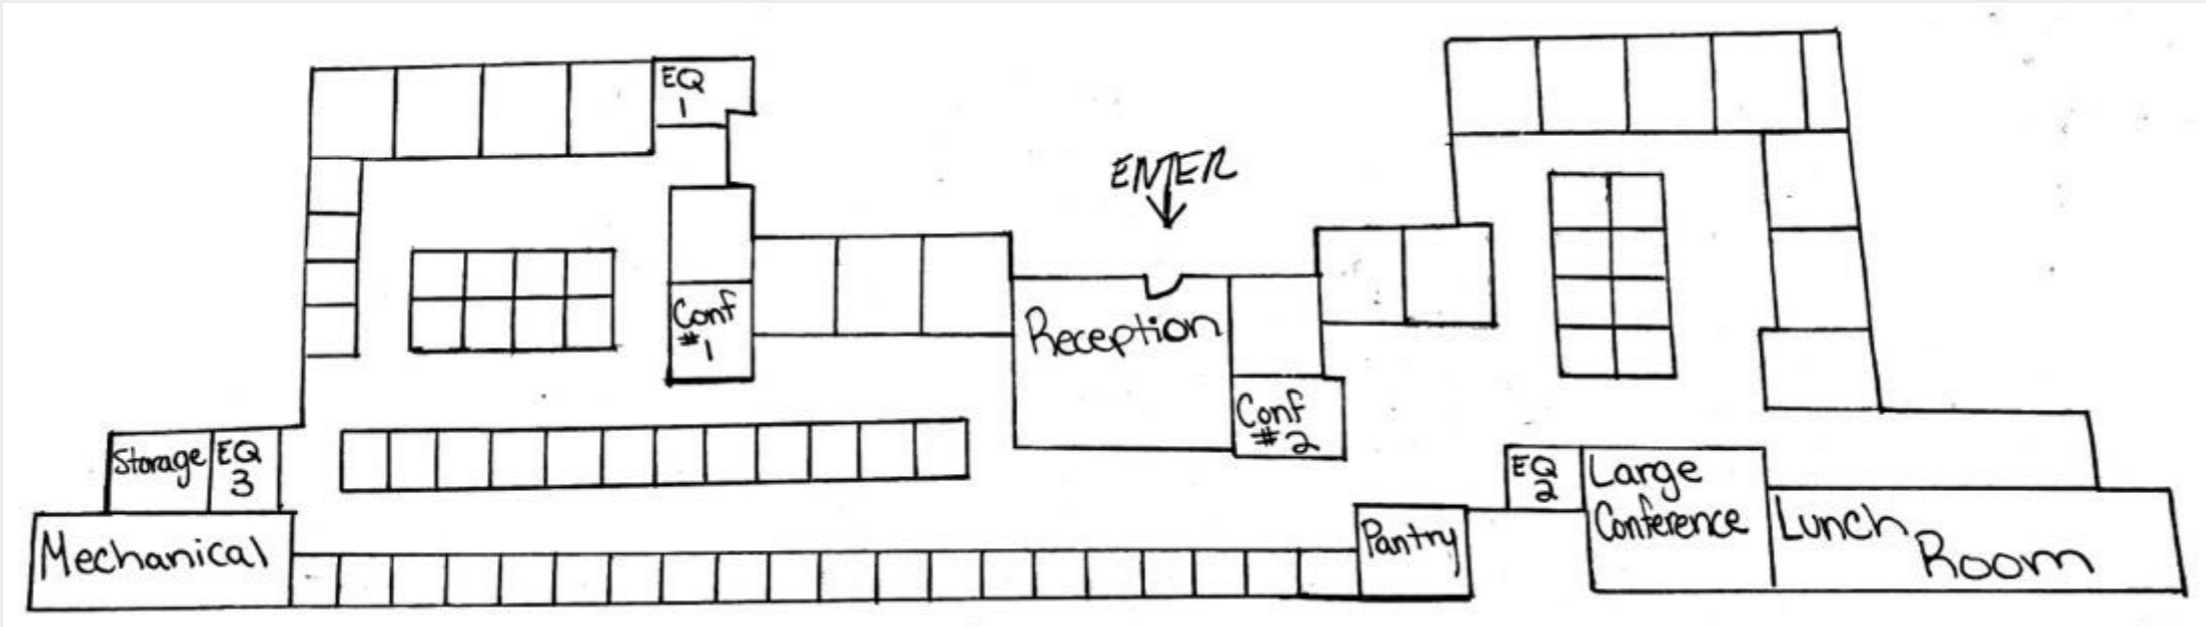 EQ
1
ENTER
Conf
#1
Reception
Conf
#2
Storage
EQ
3
EQ
2
Large
Conference
Mechanical
Pantry
Lunch
Room